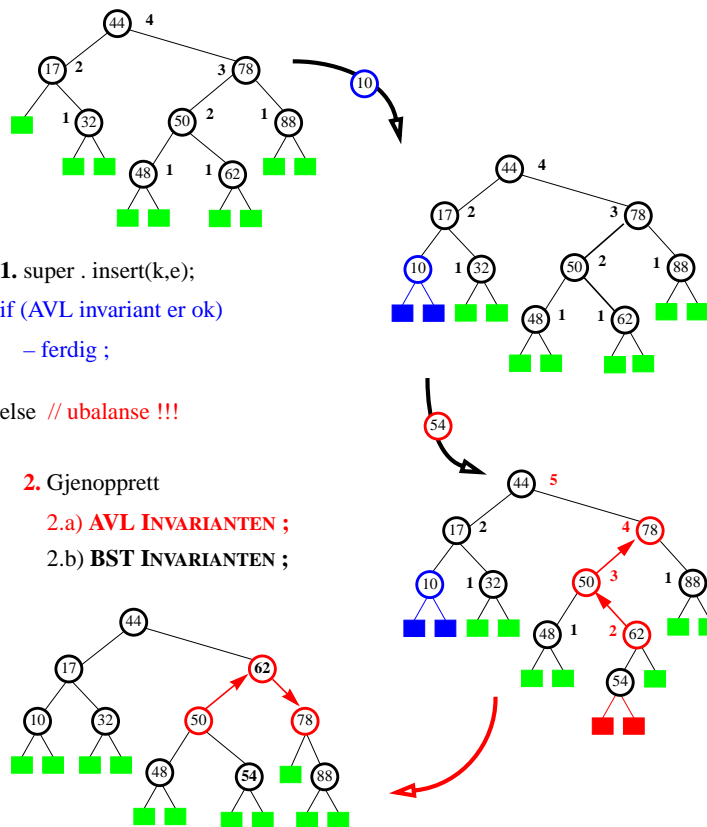 44 4
17 2 3 78
10
1 32 50 2 1 88
48 1 1 62
44 4
17 2 3 78
10 1 32 50 2 1 88
48 1 1 62
1. super . insert(k,e);
if (AVL invariant er ok)
– ferdig ;
else // ubalanse !!!
2. Gjenopprett
2.a) AVL INVARIANTEN ;
2.b) BST INVARIANTEN ;
54
44 5
17 2 4 78
10 1 32 50 3 1 88
48 1 2 62
54
44
17 62
10 32 50 78
48 54 88